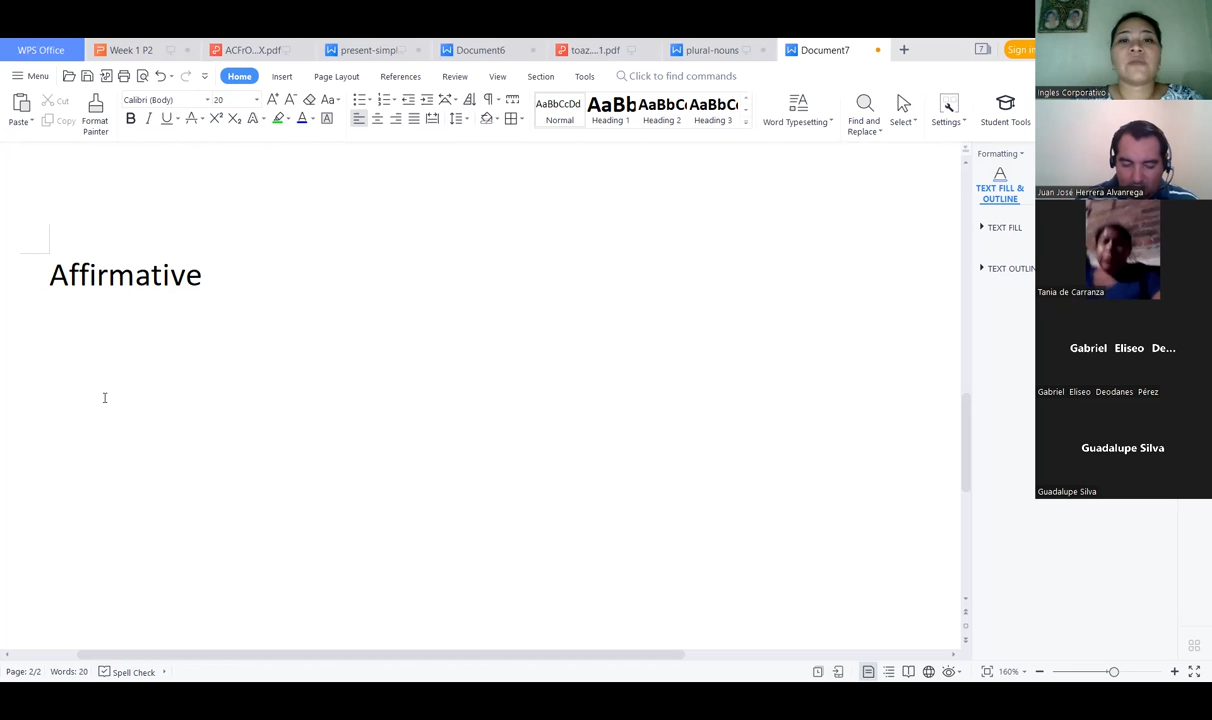 WPS Office Week 1 P2 ACFrO...X.pdf present-simpl Document6 toaz....1.pdf plural-nouns Document7 Sign in
Menu Home Insert Page Layout References Review View Section Tools Click to find commands
Paste Cut Copy Format Painter Calibri (Body) 20 AaBbCcDd Normal AaBb Heading 1 AaBbC Heading 2 AaBbC Heading 3 Word Typesetting Find and Replace Select Settings Student Tools
Formatting
TEXT FILL & OUTLINE
TEXT FILL
TEXT OUTLIN
Affirmative
Ingles Corporativo
Juan José Herrera Alvanrega
Tania de Carranza
Gabriel Eliseo De...
Gabriel Eliseo Deodanes Pérez
Guadalupe Silva
Guadalupe Silva
Page: 2/2 Words: 20 Spell Check 160%